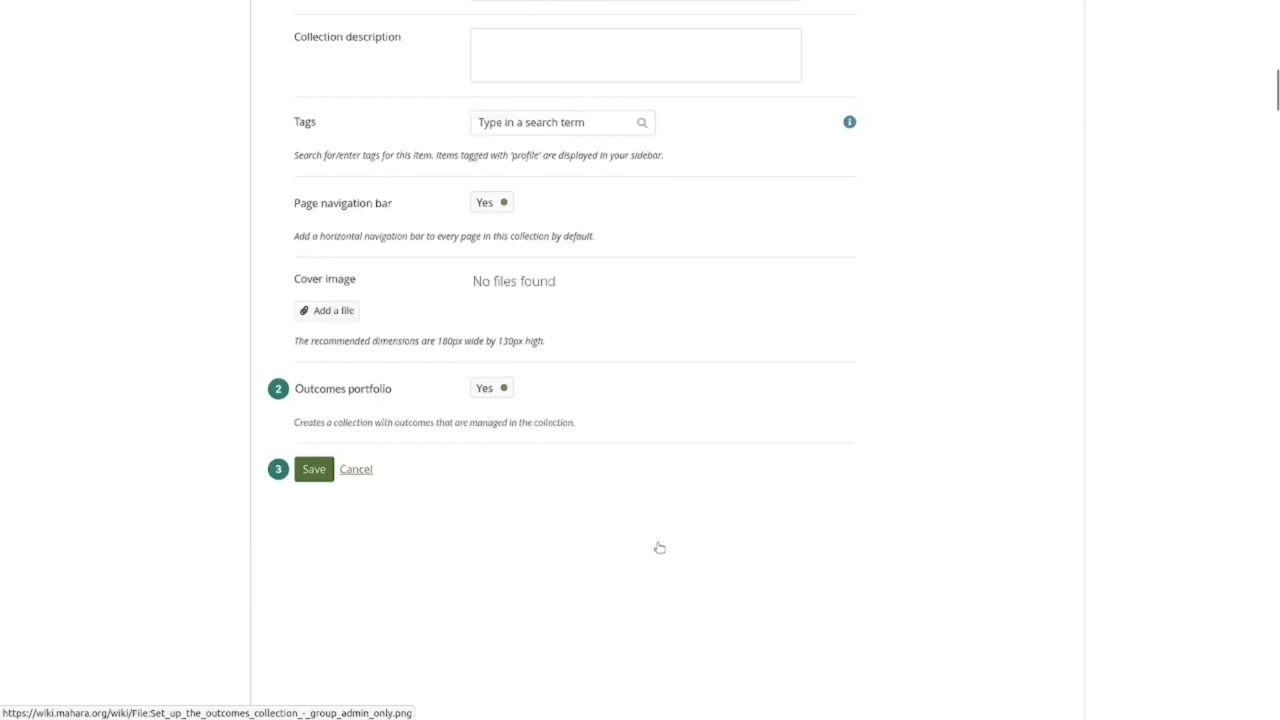 Collection description
Tags
Type in a search term
Search for/enter tags for this item. Items tagged with 'profile' are displayed in your sidebar.
Page navigation bar
Yes
Add a horizontal navigation bar to every page in this collection by default.
Cover image
No files found
Add a file
The recommended dimensions are 180px wide by 130px high.
2
Outcomes portfolio
Yes
Creates a collection with outcomes that are managed in the collection.
3
Save
Cancel
https://wiki.mahara.org/wiki/File:Set_up_the_outcomes_collection_-_group_admin_only.png